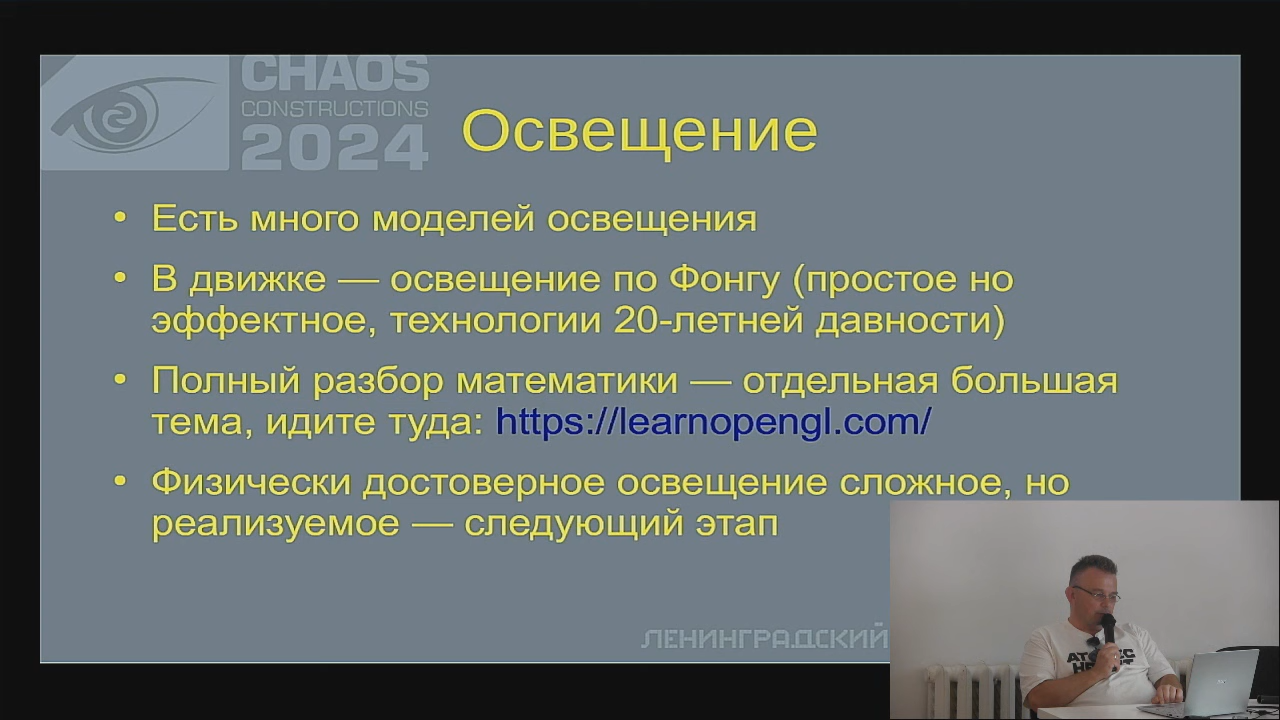 CHAOS
CONSTRUCTIONS
2024
Освещение
• Есть много моделей освещения
• В движке — освещение по Фонгу (простое но
эффектное, технологии 20-летней давности)
• Полный разбор математики — отдельная большая
тема, идите туда: https://learnopengl.com/
• Физически достоверное освещение сложное, но
реализуемое — следующий этап
ЛЕНИНГРАДСКИЙ